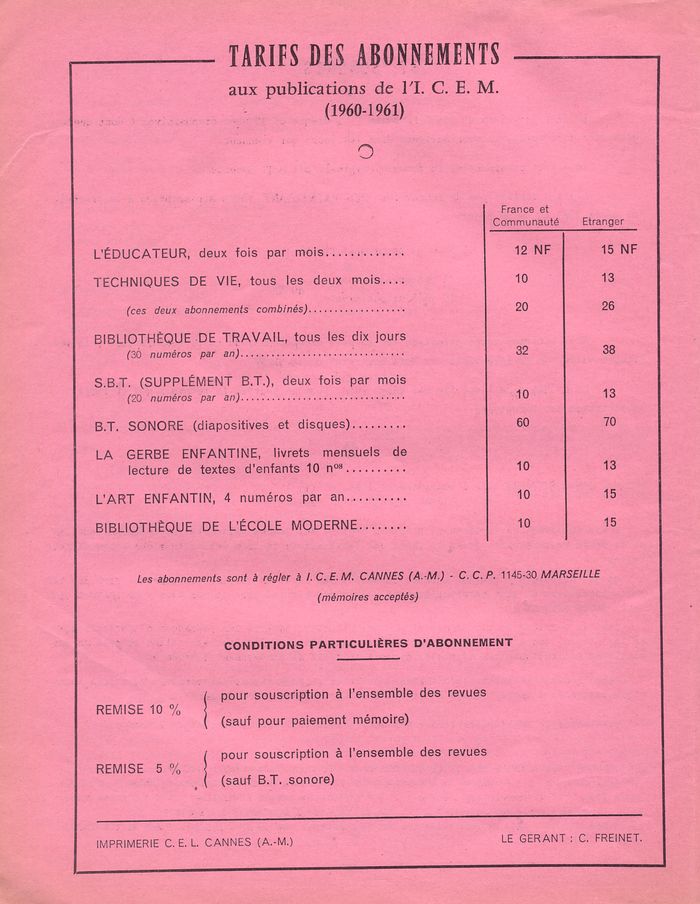 TARIFS DES ABONNEMENTS
aux publications de l'I. C. E. M.
(1960-1961)
France et Communauté Etranger
L'ÉDUCATEUR, deux fois par mois............. 12 NF 15 NF
TECHNIQUES DE VIE, tous les deux mois.... 10 13
(ces deux abonnements combinés).................. 20 26
BIBLIOTHÈQUE DE TRAVAIL, tous les dix jours
(30 numéros par an).............................. 32 38
S.B.T. (SUPPLÉMENT B.T.), deux fois par mois
(20 numéros par an).............................. 10 13
B.T. SONORE (diapositives et disques)......... 60 70
LA GERBE ENFANTINE, livrets mensuels de
lecture de textes d'enfants 10 nos.......... 10 13
L'ART ENFANTIN, 4 numéros par an.......... 10 15
BIBLIOTHÈQUE DE L'ÉCOLE MODERNE........ 10 15
Les abonnements sont à régler à I. C. E. M. CANNES (A.-M.) - C. C. P. 1145-30 MARSEILLE
(mémoires acceptés)
CONDITIONS PARTICULIÈRES D'ABONNEMENT
REMISE 10 % pour souscription à l'ensemble des revues
(sauf pour paiement mémoire)
REMISE 5 % pour souscription à l'ensemble des revues
(sauf B.T. sonore)
IMPRIMERIE C. E. L. CANNES (A.-M.) LE GERANT : C. FREINET.